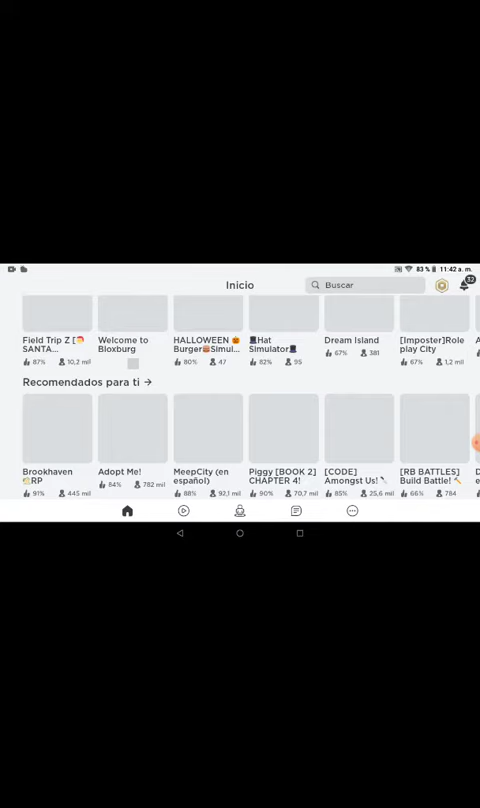 83 % 11:42 a. m.
Inicio
Buscar
32
Field Trip Z [🎅 SANTA...
Welcome to Bloxburg
HALLOWEEN 🎃 Burger🍔Simul...
🎩Hat Simulator🎩
Dream Island
[Imposter]Role play City
87% 10,2 mil
80% 47
82% 95
67% 381
67% 1,2 mil
Recomendados para ti →
Brookhaven 🏡RP
Adopt Me!
MeepCity (en español)
Piggy [BOOK 2] CHAPTER 4!
[CODE] Amongst Us! 🔪
[RB BATTLES] Build Battle! 🔨
91% 445 mil
84% 782 mil
88% 92,1 mil
90% 70,7 mil
85% 25,6 mil
66% 784